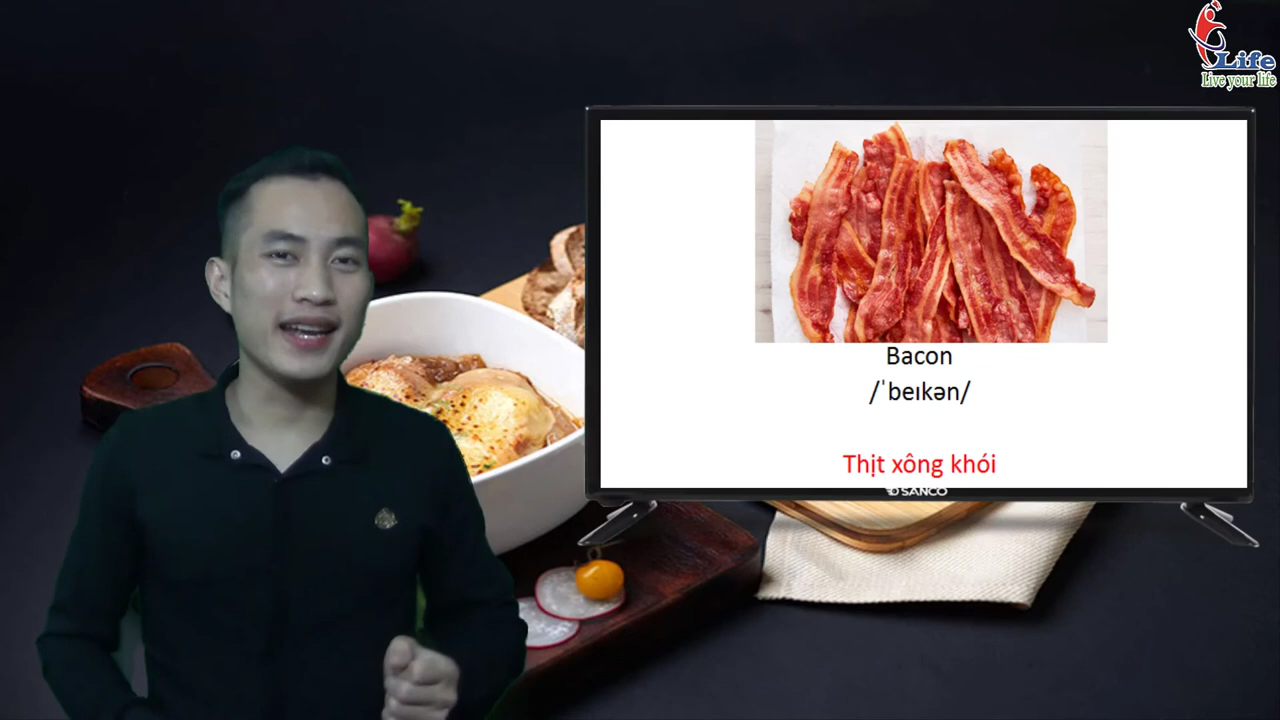 Life
Live your life
Bacon
/ˈbeɪkən/
Thịt xông khói
SANCO